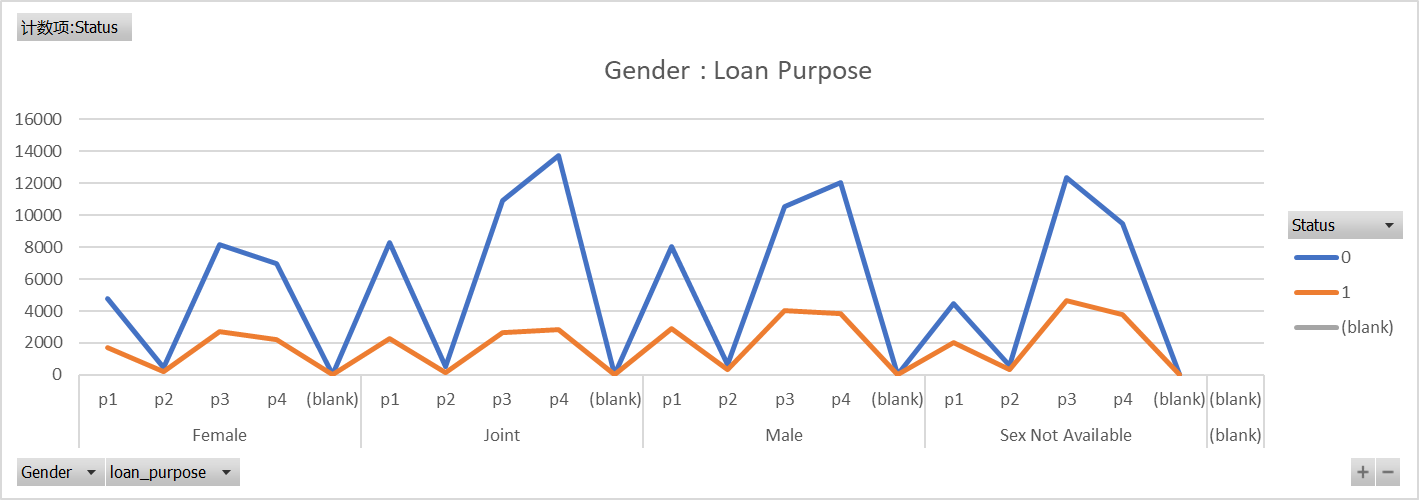 计数项:Status
Gender : Loan Purpose
16000
14000
12000
10000
8000
6000
4000
2000
0
Status
0
1
(blank)
p1 p2 p3 p4 (blank) p1 p2 p3 p4 (blank) p1 p2 p3 p4 (blank) p1 p2 p3 p4 (blank) (blank)
Female Joint Male Sex Not Available (blank)
Gender loan_purpose